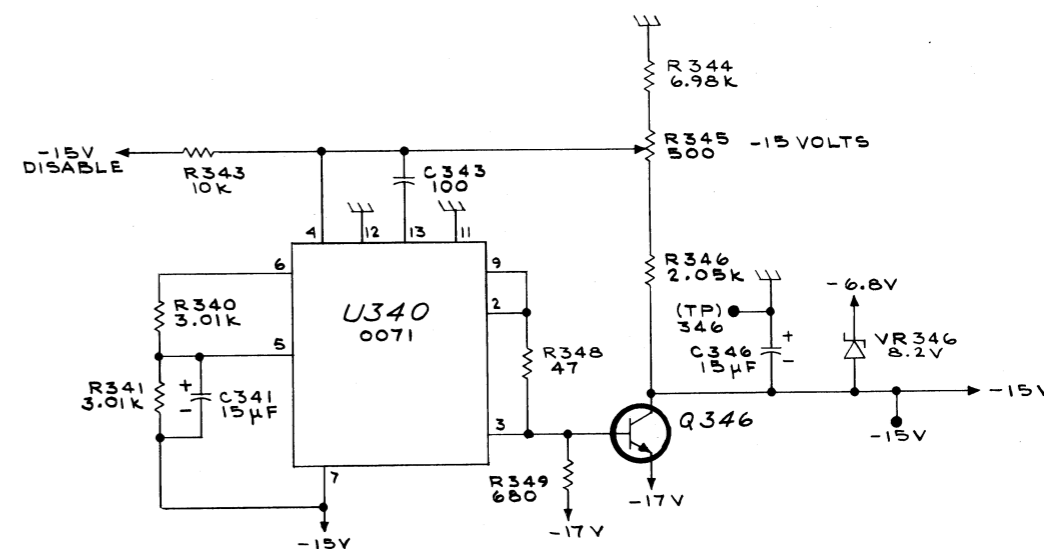 R344
6.98K
R345
500
-15 VOLTS
-15V
DISABLE
R343
10K
C343
100
4
12
13
11
6
9
2
5
3
7
U340
0071
R340
3.01K
R341
3.01K
+
-
C341
15µF
R348
47
R346
2.05K
(TP)
346
C346
15µF
+
-
-6.8V
VR346
8.2V
Q346
-15V
-15V
R349
680
-17V
-17V
-15V